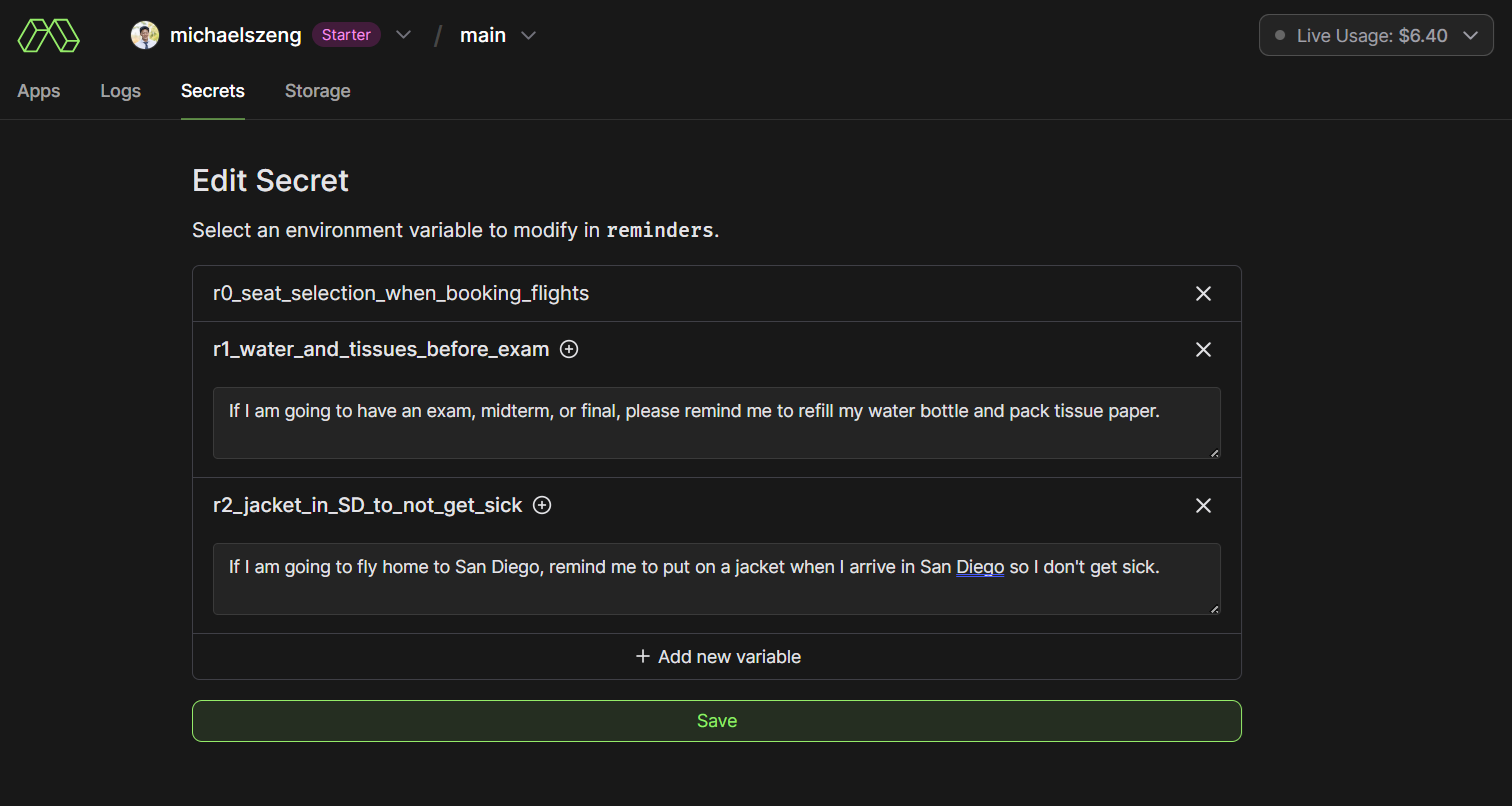 michaelszeng Starter / main Live Usage: $6.40
Apps Logs Secrets Storage
Edit Secret
Select an environment variable to modify in reminders.
r0_seat_selection_when_booking_flights
r1_water_and_tissues_before_exam
If I am going to have an exam, midterm, or final, please remind me to refill my water bottle and pack tissue paper.
r2_jacket_in_SD_to_not_get_sick
If I am going to fly home to San Diego, remind me to put on a jacket when I arrive in San Diego so I don't get sick.
+ Add new variable
Save